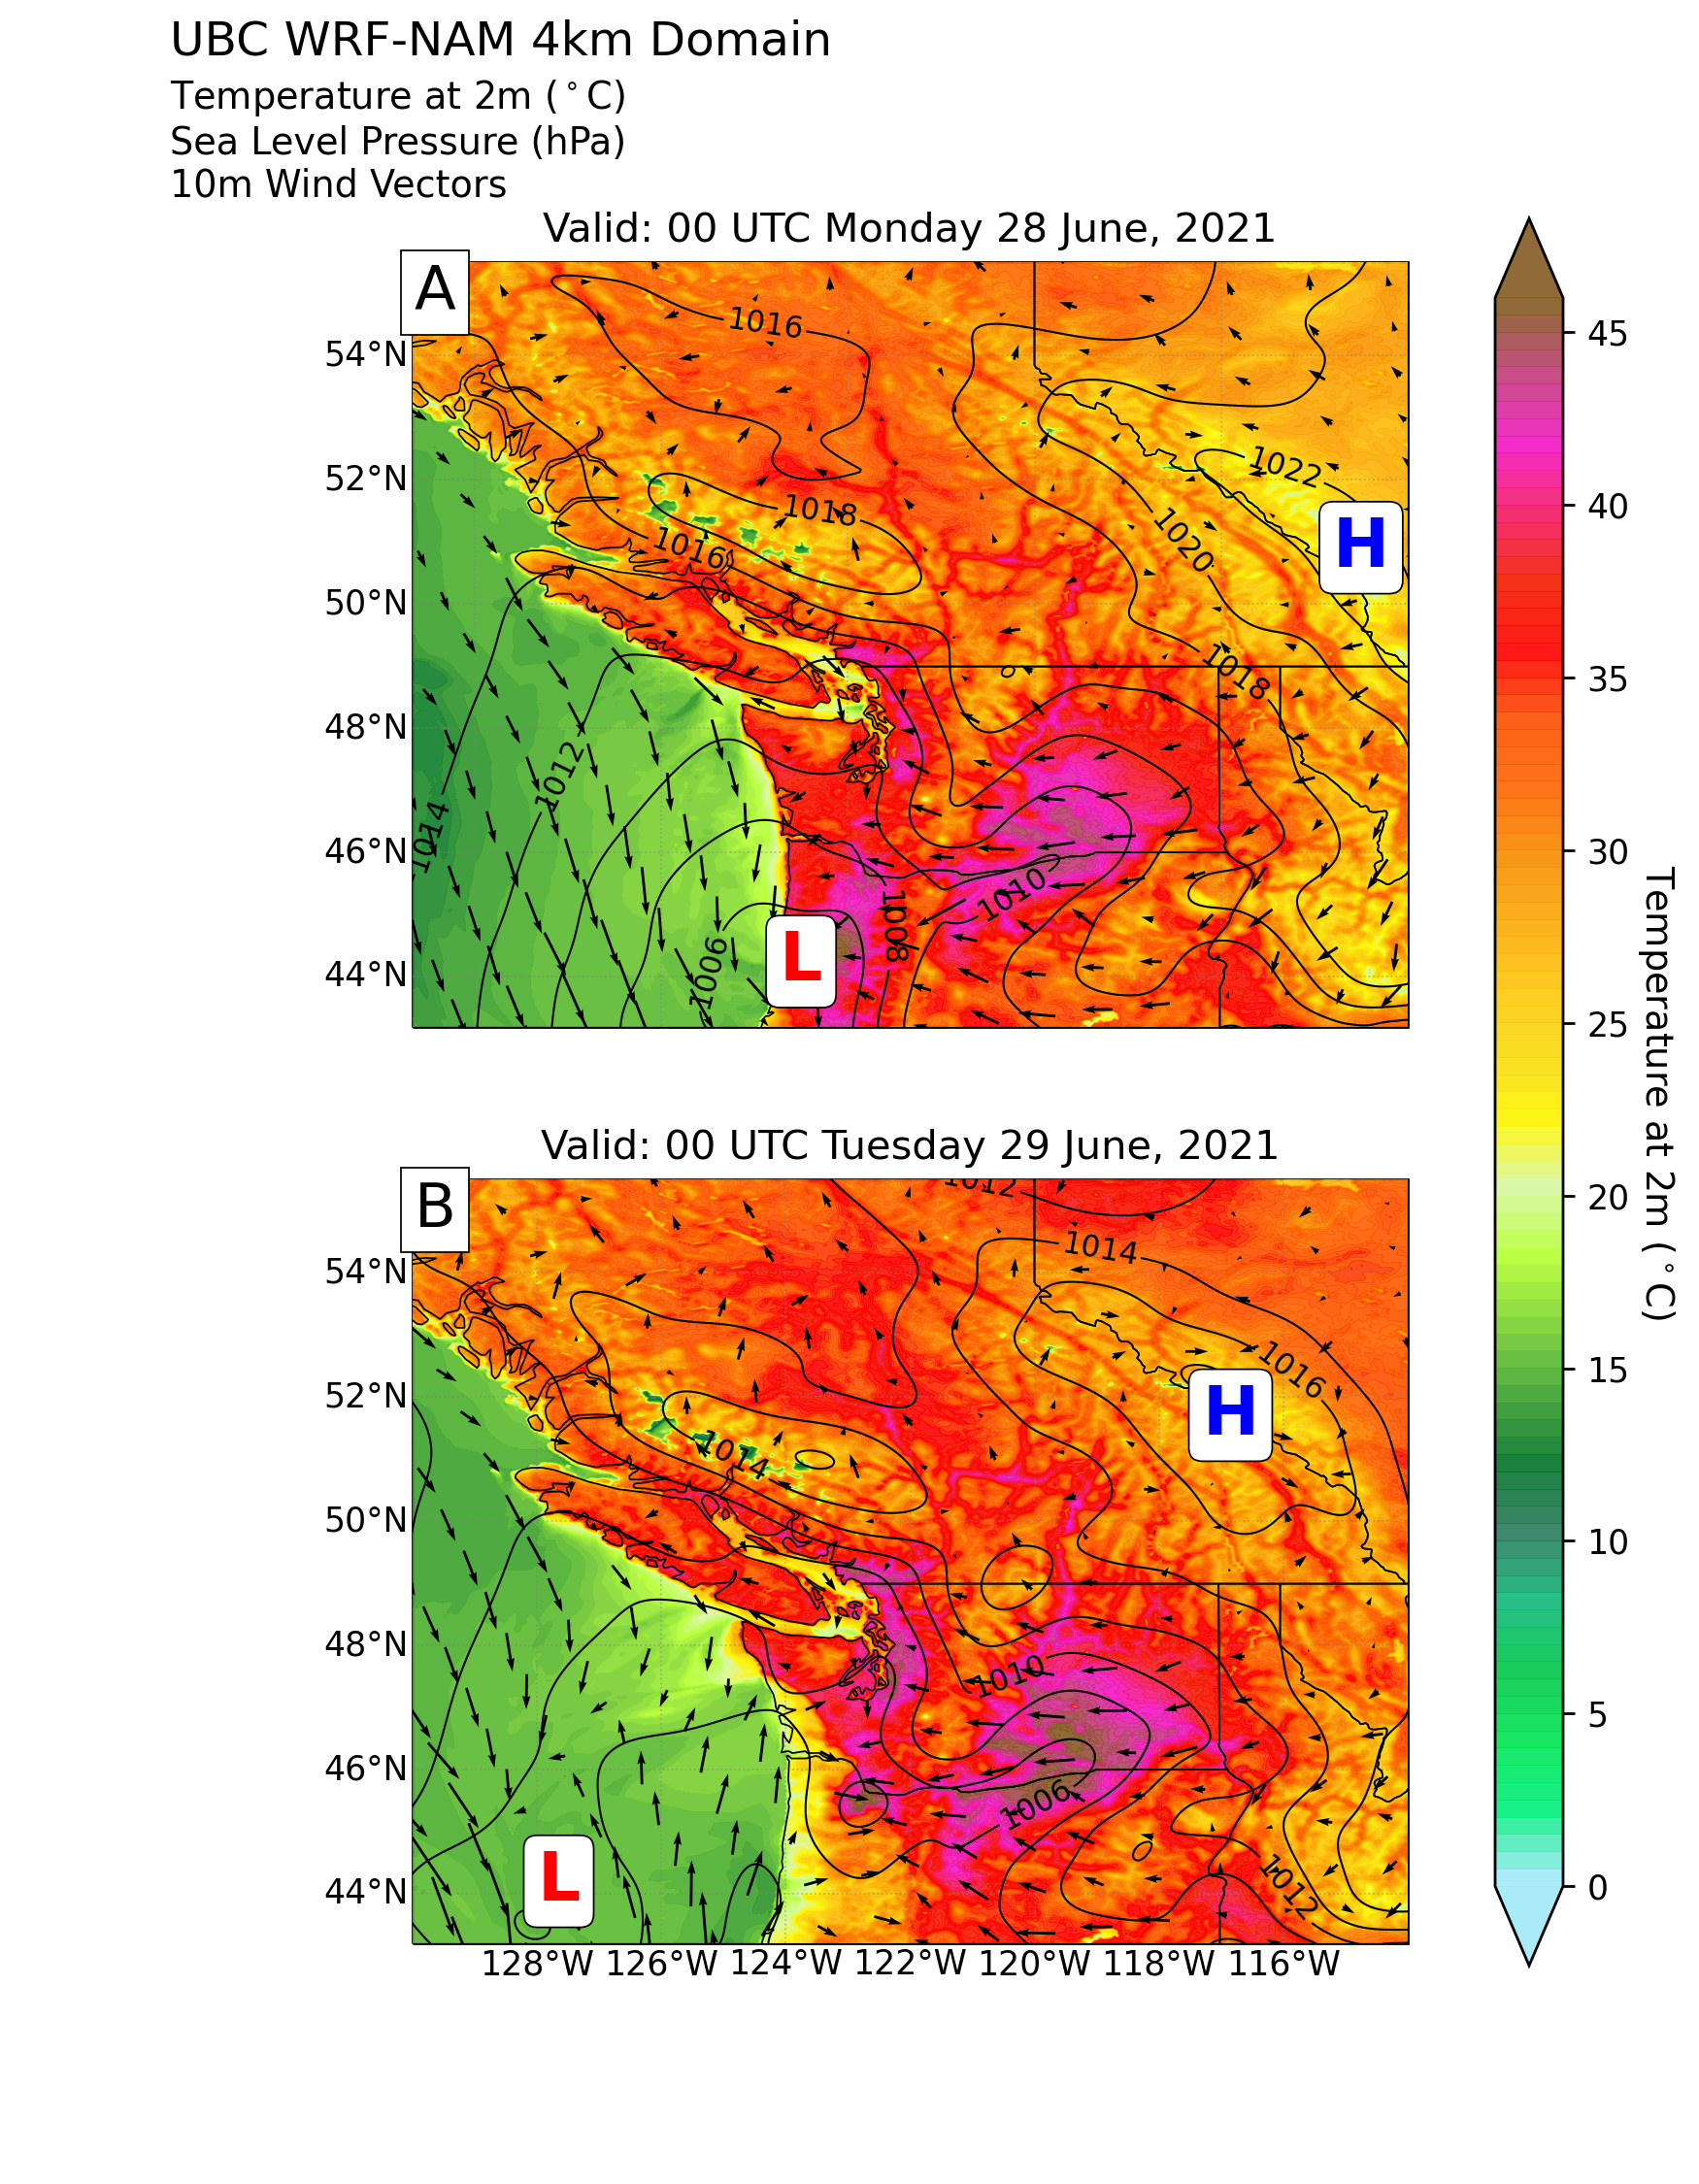 UBC WRF-NAM 4km Domain
Temperature at 2m (°C)
Sea Level Pressure (hPa)
10m Wind Vectors
Valid: 00 UTC Monday 28 June, 2021
A
1016
54°N
1022
52°N
1018
H
1016
1020
50°N
1018
48°N
1012
1014
46°N
1010
1008
L
1006
44°N
Valid: 00 UTC Tuesday 29 June, 2021
B
1012
1014
54°N
1016
52°N
H
1014
50°N
48°N
1010
46°N
1006
L
1012
44°N
128°W 126°W 124°W 122°W 120°W 118°W 116°W
45
40
35
30
25
20
15
10
5
0
Temperature at 2m (°C)